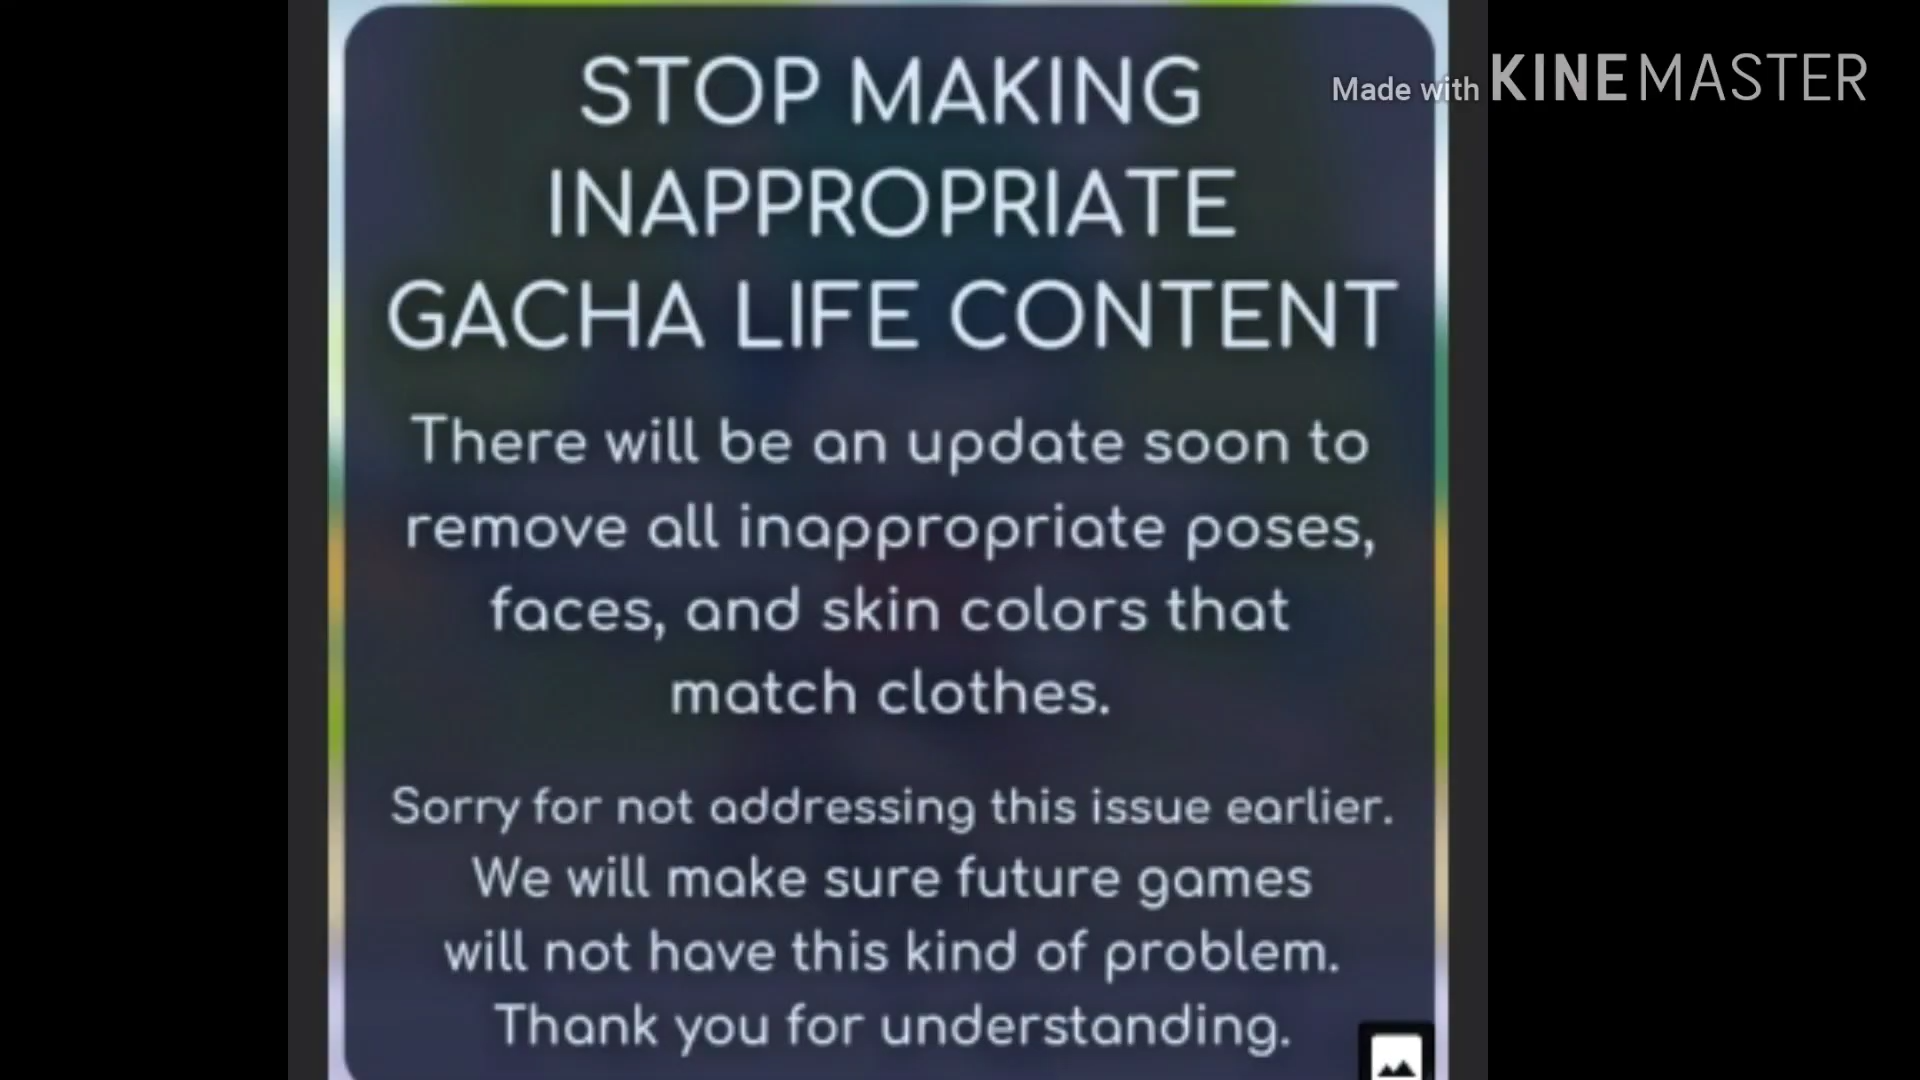 STOP MAKING
INAPPROPRIATE
GACHA LIFE CONTENT
Made with KINEMASTER
There will be an update soon to
remove all inappropriate poses,
faces, and skin colors that
match clothes.
Sorry for not addressing this issue earlier.
We will make sure future games
will not have this kind of problem.
Thank you for understanding.